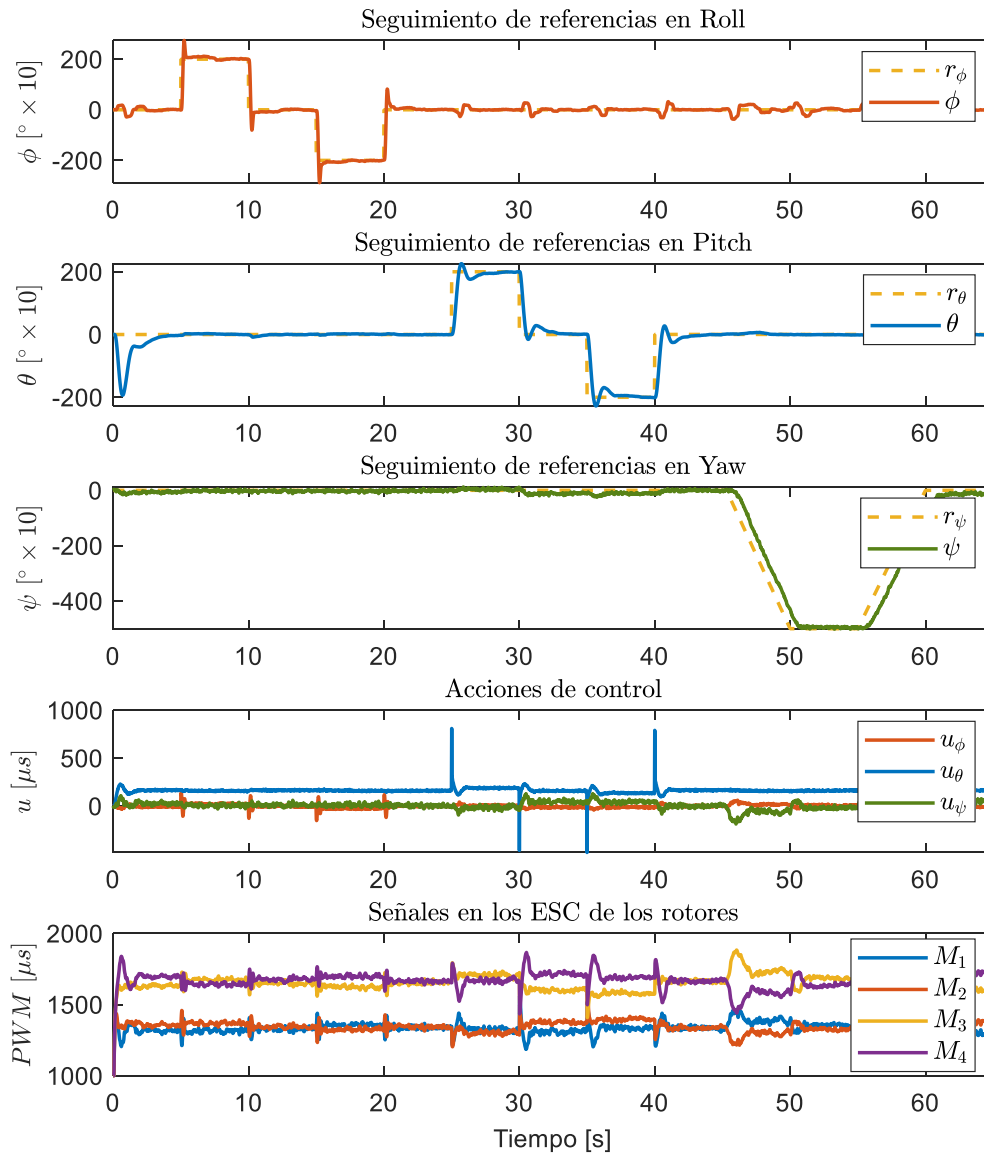 Seguimiento de referencias en Roll
ϕ [° × 10]
200
0
-200
r_ϕ
ϕ
0 10 20 30 40 50 60
Seguimiento de referencias en Pitch
θ [° × 10]
200
0
-200
r_θ
θ
0 10 20 30 40 50 60
Seguimiento de referencias en Yaw
ψ [° × 10]
0
-200
-400
r_ψ
ψ
0 10 20 30 40 50 60
Acciones de control
u [μs]
1000
500
0
u_ϕ
u_θ
u_ψ
0 10 20 30 40 50 60
Señales en los ESC de los rotores
PWM [μs]
2000
1500
1000
M_1
M_2
M_3
M_4
0 10 20 30 40 50 60
Tiempo [s]